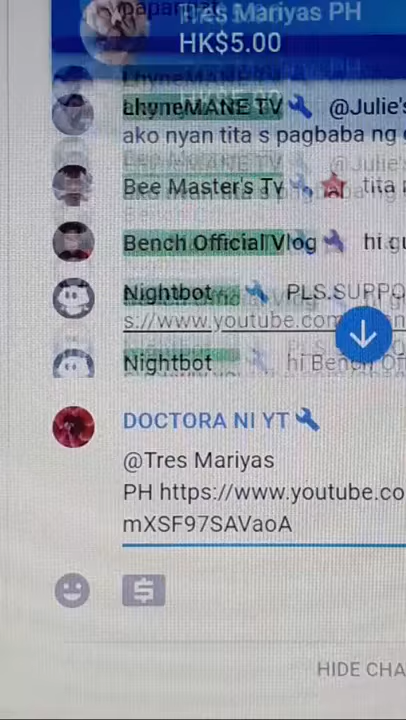 Tres Mariyas PH
HK$5.00
LhyneMANE TV @Julie's
ako nyan tita s pagbaba ng
Bee Master's Tv tita
Bench Official Vlog hi
Nightbot PLS.SUPPO
s://www.youtube.com
Nightbot hi Bench Of
DOCTORA NI YT
@Tres Mariyas
PH https://www.youtube.co
mXSF97SAVaoA
HIDE CHA